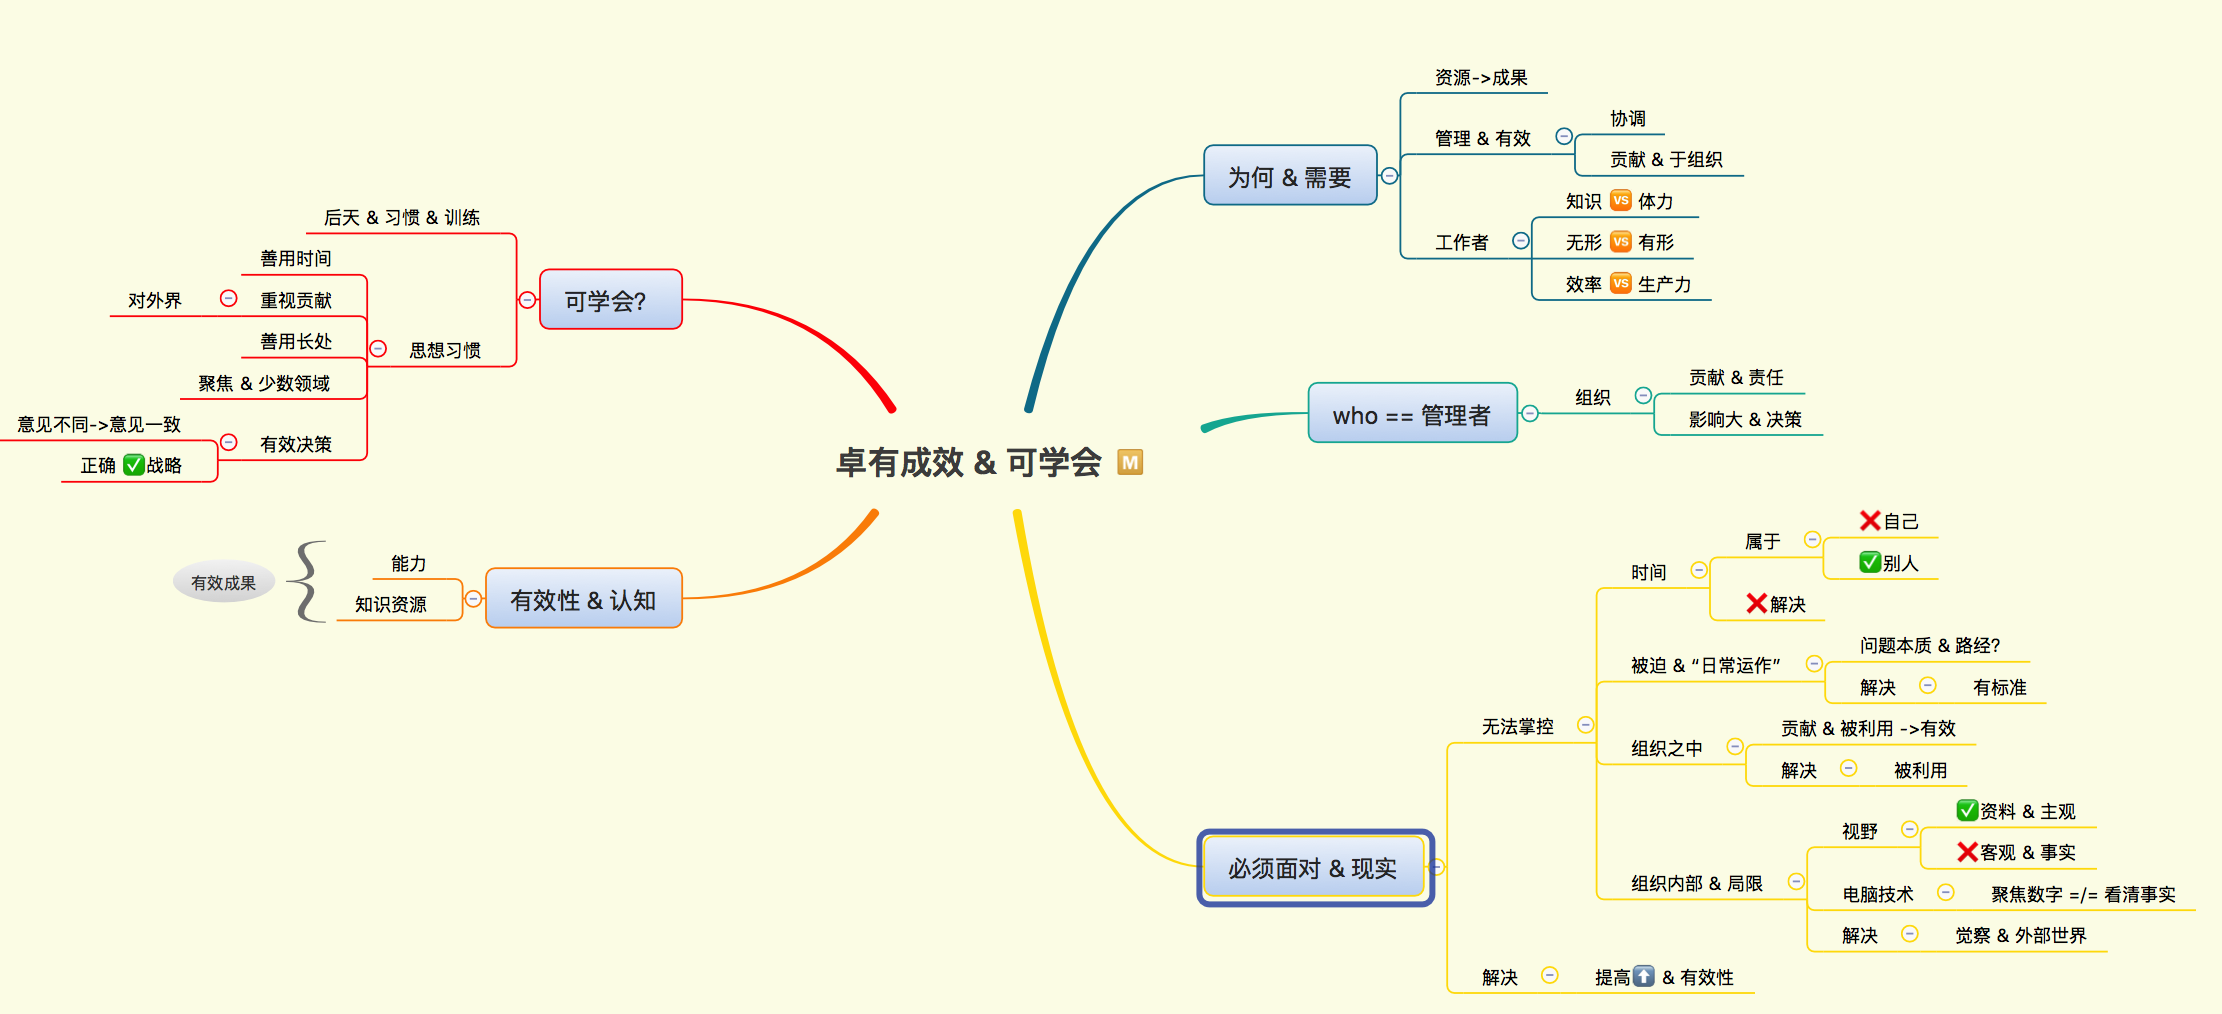 卓有成效 & 可学会 M
为何 & 需要
资源->成果
管理 & 有效
协调
贡献 & 于组织
工作者
知识 VS 体力
无形 VS 有形
效率 VS 生产力
who == 管理者
组织
贡献 & 责任
影响大 & 决策
必须面对 & 现实
无法掌控
时间
属于
❌自己
✅别人
❌解决
被迫 & “日常运作”
问题本质 & 路经?
解决
有标准
组织之中
贡献 & 被利用 ->有效
解决
被利用
组织内部 & 局限
视野
✅资料 & 主观
❌客观 & 事实
电脑技术
聚焦数字 =/= 看清事实
解决
觉察 & 外部世界
解决
提高⬆ & 有效性
可学会?
后天 & 习惯 & 训练
思想习惯
善用时间
重视贡献
对外界
善用长处
聚焦 & 少数领域
有效决策
意见不同->意见一致
正确 ✅战略
有效性 & 认知
能力
知识资源
有效成果